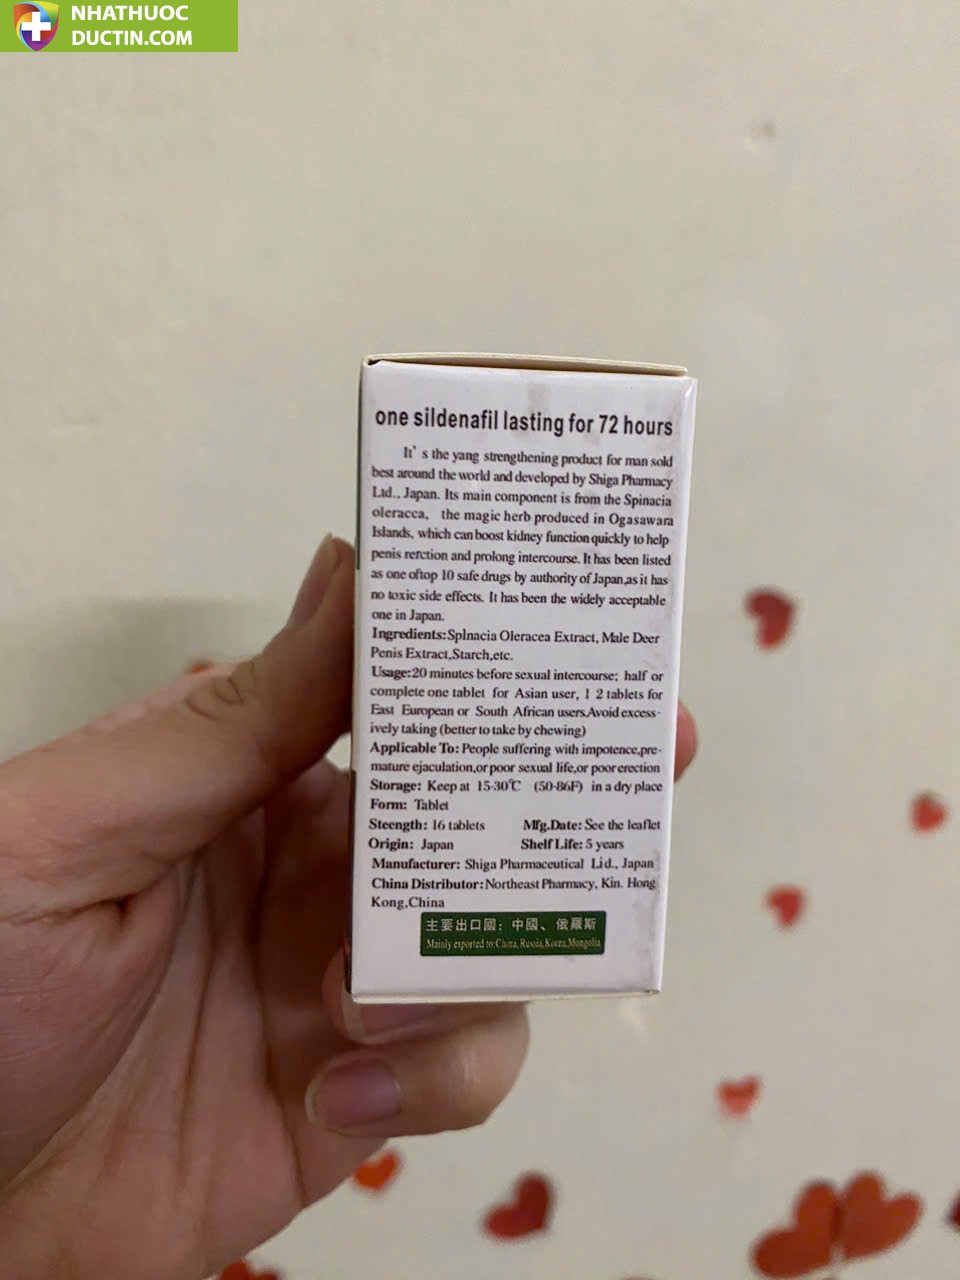 NHATHUOC
DUCTIN.COM
one sildenafil lasting for 72 hours
It's the yang strengthening product for man sold
best around the world and developed by Shiga Pharmacy
Ltd., Japan. Its main component is from the Spinacia
oleracca, the magic herb produced in Ogasawara
Islands, which can boost kidney function quickly to help
penis rerction and prolong intercourse. It has been listed
as one oftop 10 safe drugs by authority of Japan,as it has
no toxic side effects. It has been the widely acceptable
one in Japan.
Ingredients:Splnacia Oleracea Extract, Male Deer
Penis Extract,Starch,etc.
Usage:20 minutes before sexual intercourse; half or
complete one tablet for Asian user, 1 2 tablets for
East European or South African users.Avoid excess-
ively taking (better to take by chewing)
Applicable To: People suffering with impotence,pre-
mature ejaculation,or poor sexual life,or poor erection
Storage: Keep at 15-30℃ (50-86F) in a dry place
Form: Tablet
Steength: 16 tablets Mfg.Date: See the leaflet
Origin: Japan Shelf Life: 5 years
Manufacturer: Shiga Pharmaceutical Ltd., Japan
China Distributor:Northeast Pharmacy, Kin. Hong
Kong,China
主要出口國：中國、俄羅斯
Mainly exported to:China, Russia,Korea,Mongolia